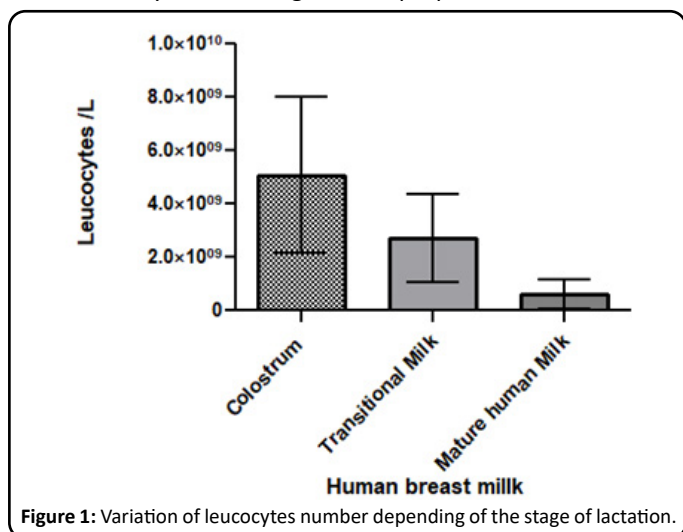 1.0×10¹⁰
8.0×10⁰⁹
6.0×10⁰⁹
4.0×10⁰⁹
2.0×10⁰⁹
0
Leucocytes /L
Colostrum
Transitional Milk
Mature human Milk
Human breast millk
Figure 1: Variation of leucocytes number depending of the stage of lactation.